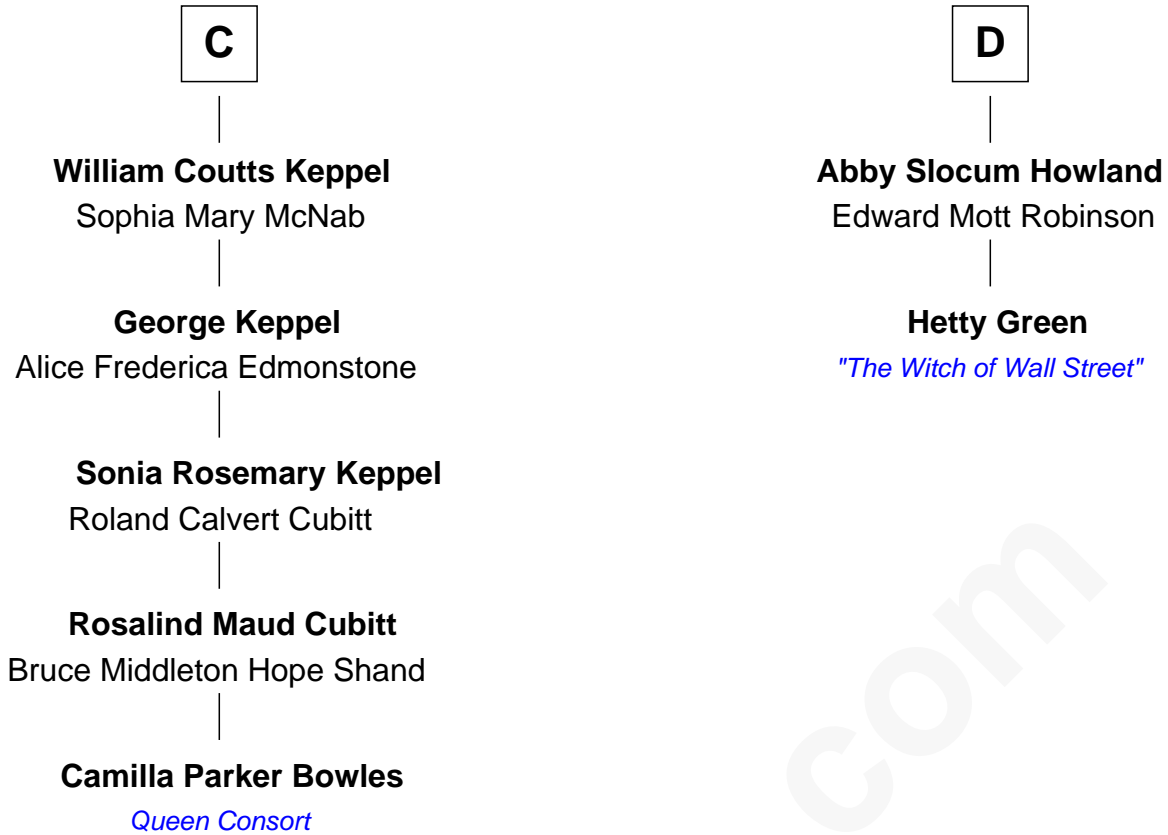 C
William Coutts Keppel
Sophia Mary McNab
George Keppel
Alice Frederica Edmonstone
Sonia Rosemary Keppel
Roland Calvert Cubitt
Rosalind Maud Cubitt
Bruce Middleton Hope Shand
Camilla Parker Bowles
Queen Consort
D
Abby Slocum Howland
Edward Mott Robinson
Hetty Green
"The Witch of Wall Street"
com